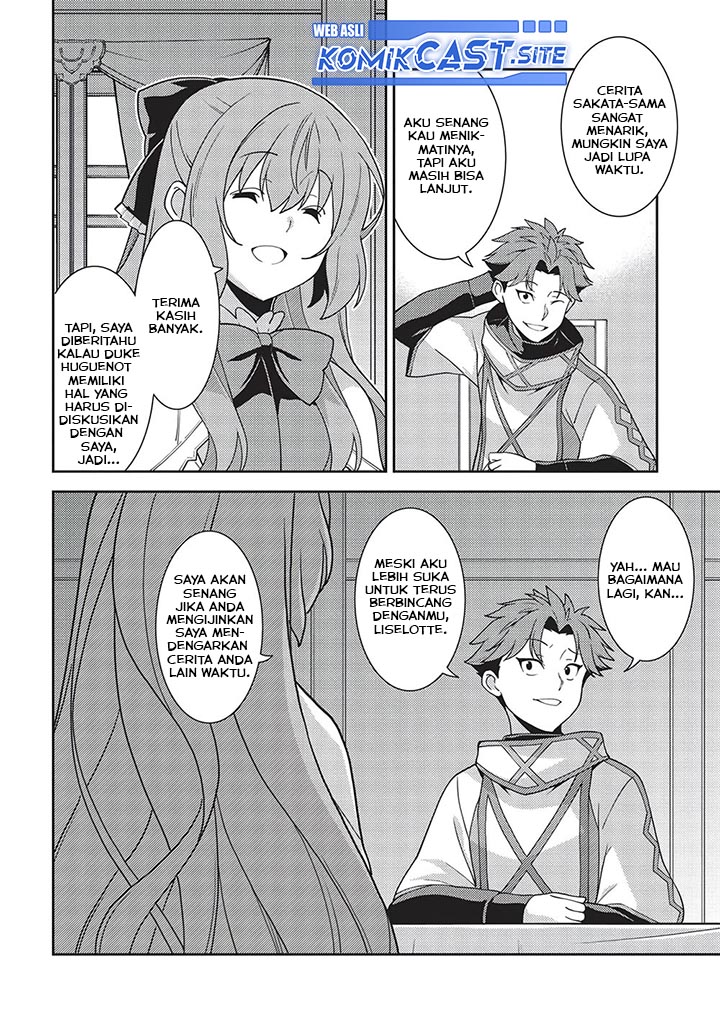 WEB ASLI
KOMIKCAST.SITE
CERITA
SAKATA-SAMA
SANGAT
MENARIK,
MUNGKIN SAYA
JADI LUPA
WAKTU.
AKU SENANG
KAU MENIK-
MATINYA,
TAPI AKU
MASIH BISA
LANJUT.
TERIMA
KASIH
BANYAK.
TAPI, SAYA
DIBERITAHU
KALAU DUKE
HUGUENOT
MEMILIKI
HAL YANG
HARUS DI-
DISKUSIKAN
DENGAN
SAYA,
JADI...
YAH... MAU
BAGAIMANA
LAGI, KAN...
MESKI AKU
LEBIH SUKA
UNTUK TERUS
BERBINCANG
DENGANMU,
LISELOTTE.
SAYA AKAN
SENANG
JIKA ANDA
MENGIJINKAN
SAYA MEN-
DENGARKAN
CERITA ANDA
LAIN WAKTU.